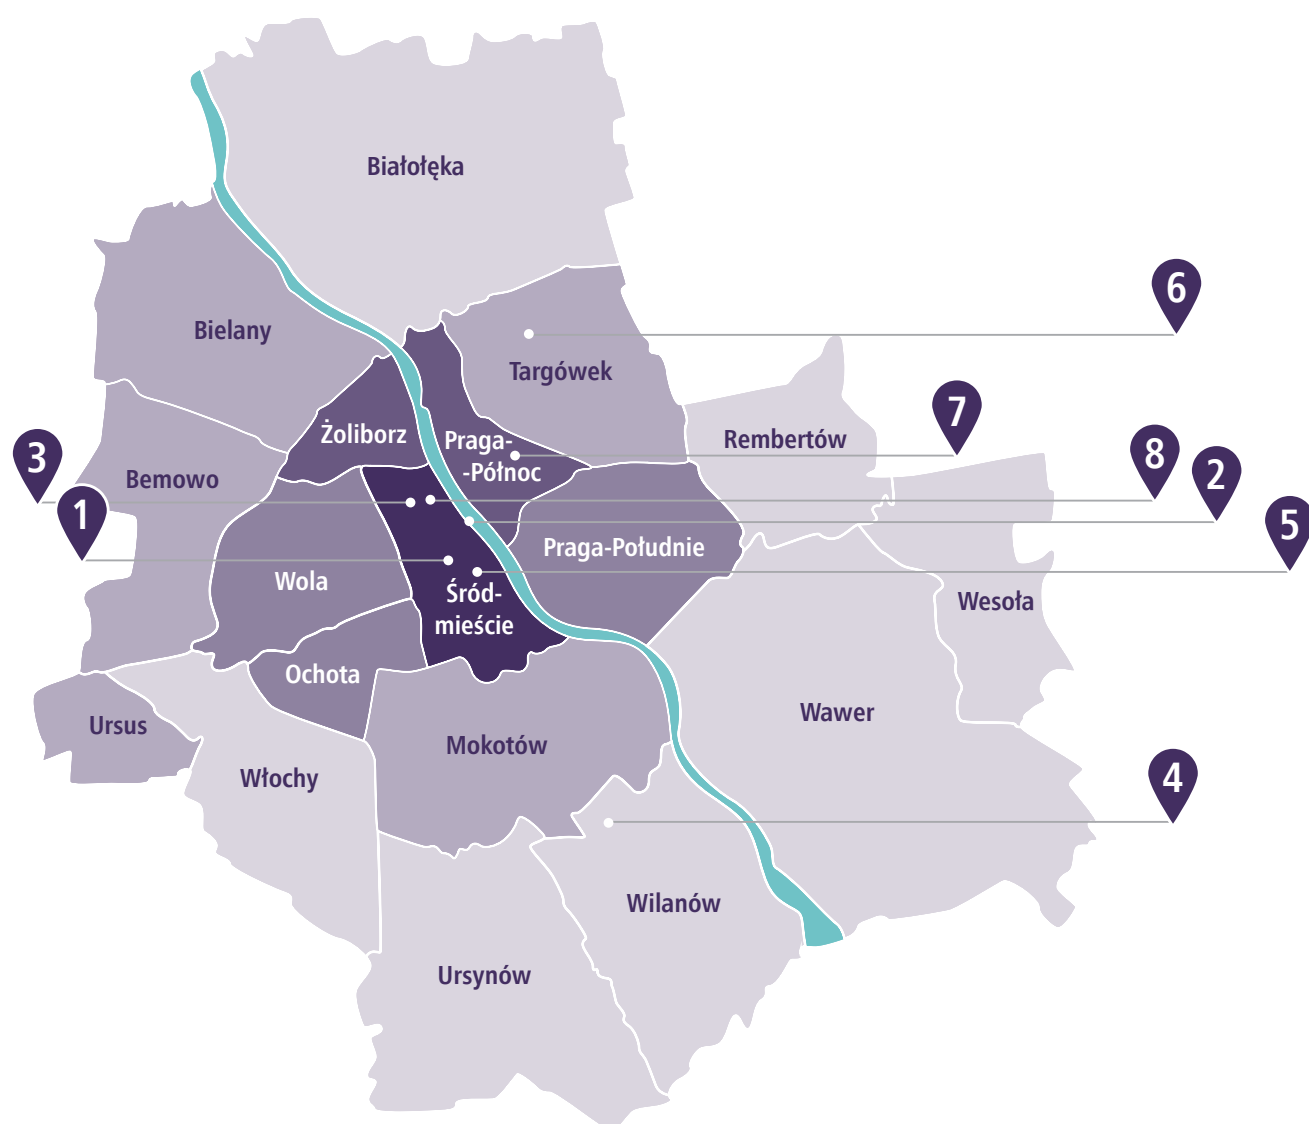 Białołęka
6
Bielany
Targówek
7
Żoliborz
Praga-
-Północ
Rembertów
3
8
2
Bemowo
1
5
Praga-Południe
Wola
Śród-
mieście
Wesoła
Ochota
Ursus
Wawer
Mokotów
Włochy
4
Wilanów
Ursynów